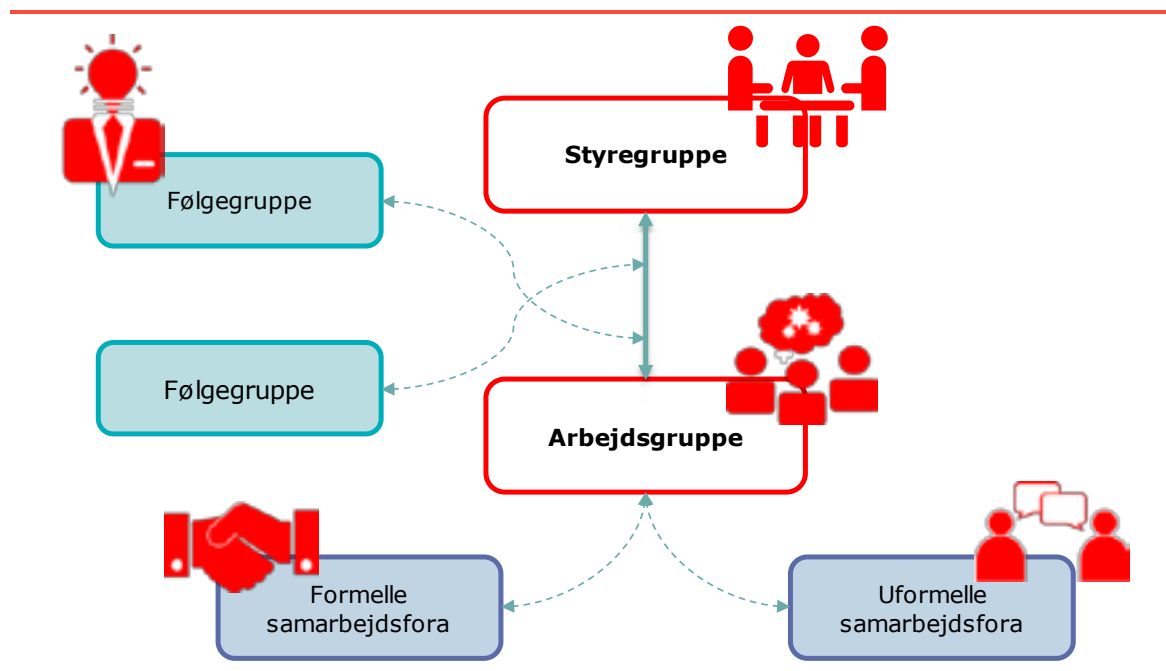 Styregruppe
Følgegruppe
Følgegruppe
Arbejdsgruppe
Formelle
samarbejdsfora
Uformelle
samarbejdsfora